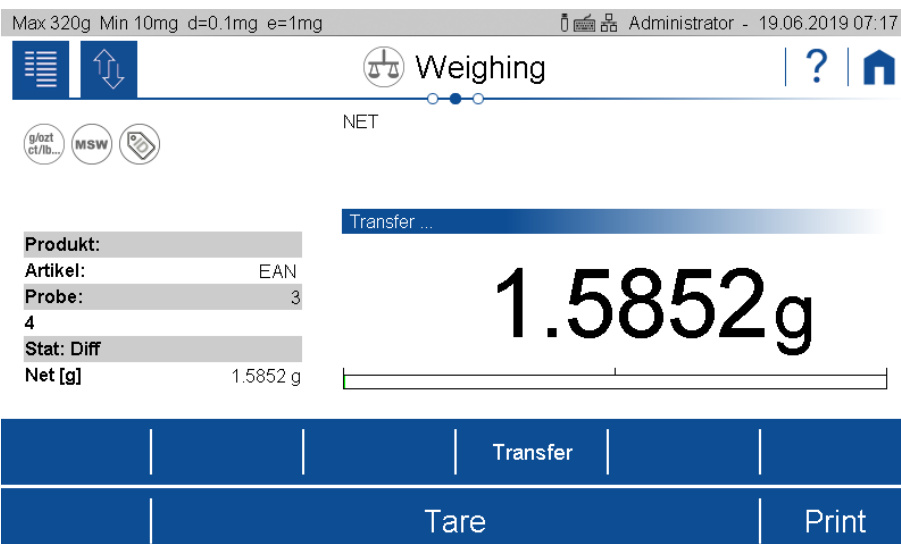 Max 320g Min 10mg d=0.1mg e=1mg Administrator - 19.06.2019 07:17
Weighing ?
g/ozt
ct/lb... MSW
NET
Transfer ...
Produkt:
Artikel: EAN
Probe: 3
4
Stat: Diff
Net [g] 1.5852 g
1.5852g
Transfer
Tare Print